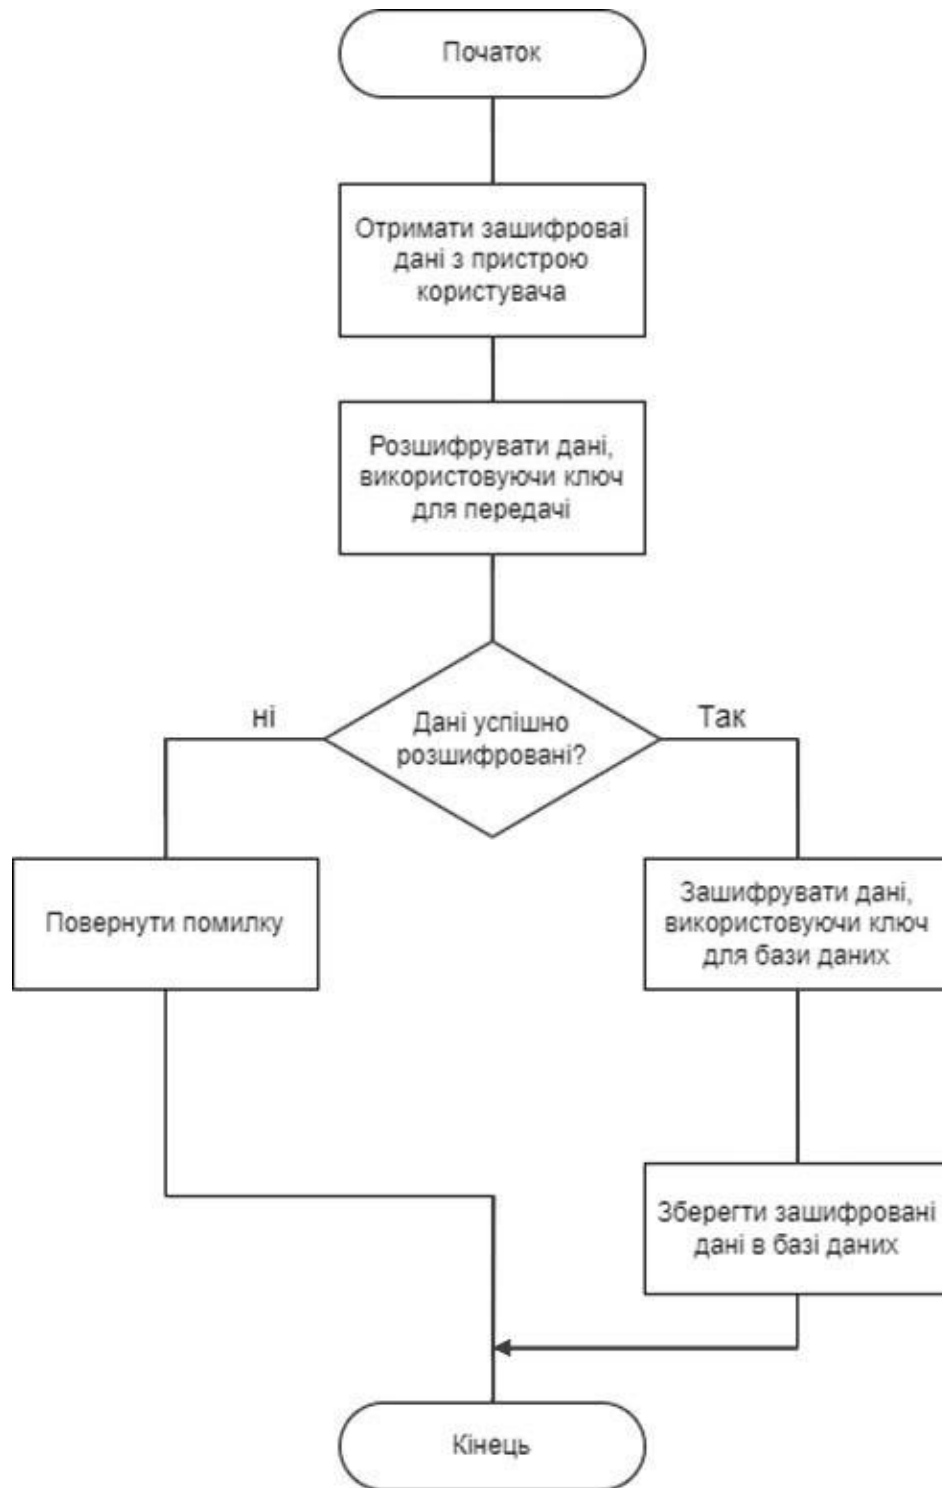 Початок
Отримати зашифроваі
дані з пристрою
користувача
Розшифрувати дані,
використовуючи ключ
для передачі
ні
Дані успішно
розшифровані?
Так
Повернути помилку
Зашифрувати дані,
використовуючи ключ
для бази даних
Зберегти зашифровані
дані в базі даних
Кінець